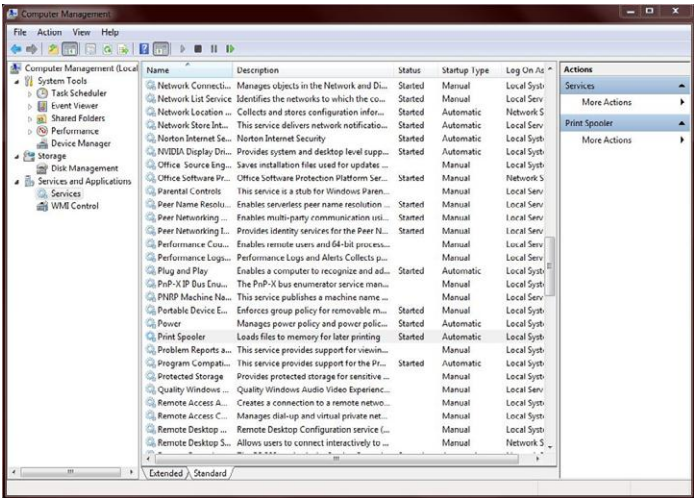 Computer Management
File Action View Help
Computer Management (Local
System Tools
Task Scheduler
Event Viewer
Shared Folders
Performance
Device Manager
Storage
Disk Management
Services and Applications
Services
WMI Control
Name Description Status Startup Type Log On As
Network Connecti... Manages objects in the Network and Di... Started Manual Local Syst
Network List Service Identifies the networks to which the co... Started Manual Local Serv
Network Location ... Collects and stores configuration infor... Started Automatic Network S
Network Store Int... This service delivers network notificatio... Started Automatic Local Serv
Norton Internet Se... Norton Internet Security Started Automatic Local Syst
NVIDIA Display Dri... Provides system and desktop level supp... Started Automatic Local Syst
Office Source Eng... Saves installation files used for updates ... Manual Local Syst
Office Software Pr... Office Software Protection Platform Ser... Started Manual Network S
Parental Controls This service is a stub for Windows Paren... Manual Local Serv
Peer Name Resolu... Enables serverless peer name resolution ... Started Manual Local Serv
Peer Networking ... Enables multi-party communication usi... Started Manual Local Serv
Peer Networking I... Provides identity services for the Peer N... Started Manual Local Serv
Performance Cou... Enables remote users and 64-bit process... Manual Local Serv
Performance Logs... Performance Logs and Alerts Collects p... Manual Local Serv
Plug and Play Enables a computer to recognize and ad... Started Automatic Local Syst
PnP-X IP Bus Enu... The PnP-X bus enumerator service man... Manual Local Syst
PNRP Machine Na... This service publishes a machine name ... Manual Local Serv
Portable Device E... Enforces group policy for removable m... Started Manual Local Syst
Power Manages power policy and power polic... Started Automatic Local Syst
Print Spooler Loads files to memory for later printing Started Automatic Local Syst
Problem Reports a... This service provides support for viewin... Manual Local Syst
Program Compati... This service provides support for the Pr... Started Automatic Local Syst
Protected Storage Provides protected storage for sensitive ... Manual Local Syst
Quality Windows ... Quality Windows Audio Video Experienc... Manual Local Serv
Remote Access A... Creates a connection to a remote netwo... Manual Local Syst
Remote Access C... Manages dial-up and virtual private net... Manual Local Syst
Remote Desktop ... Remote Desktop Configuration service (... Manual Local Syst
Remote Desktop S... Allows users to connect interactively to ... Manual Network S
Extended Standard
Actions
Services
More Actions
Print Spooler
More Actions